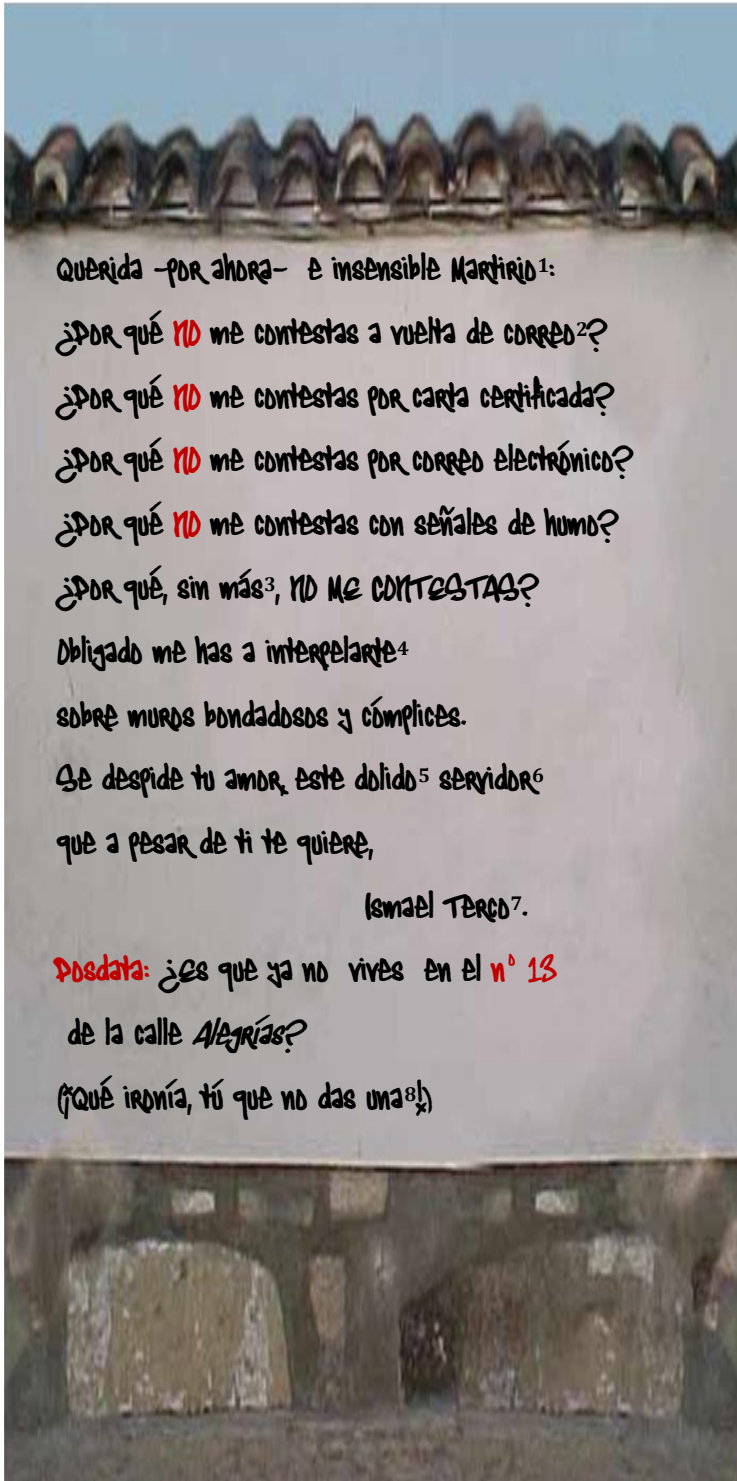 Querida -por ahora- e insensible Martirio¹:
¿Por qué no me contestas a vuelta de correo²?
¿Por qué no me contestas por carta certificada?
¿Por qué no me contestas por correo electrónico?
¿Por qué no me contestas con señales de humo?
¿Por qué, sin más³, NO ME CONTESTAS?
Obligado me has a interpelarte⁴
sobre muros bondadosos y cómplices.
Se despide tu amor, este dolido⁵ servidor⁶
que a pesar de ti te quiere,
Ismael Terco⁷.
Posdata: ¿Es que ya no vives en el nº 13
de la calle Alegrías?
(¡Qué ironía, tú que no das una⁸!)